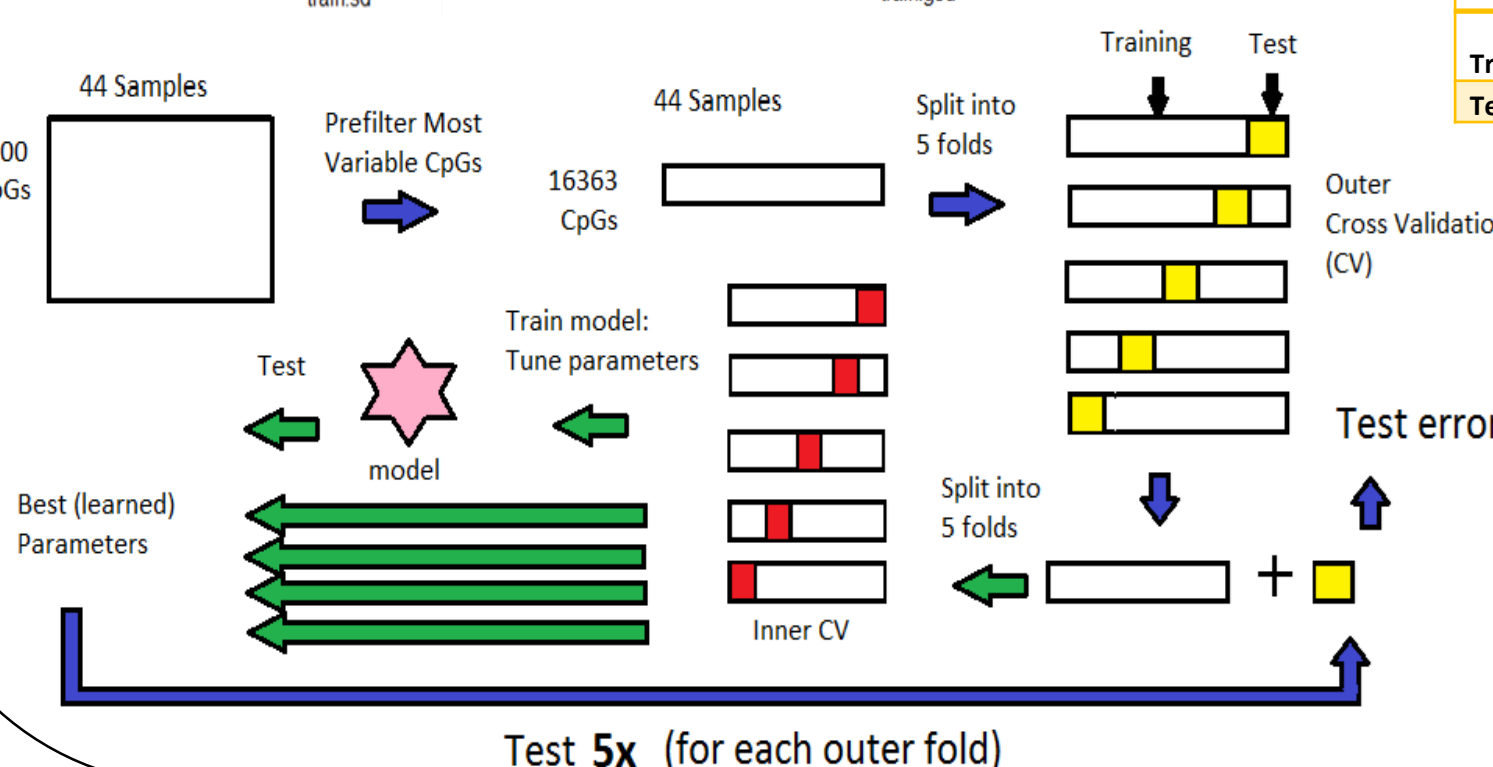 44 Samples
Prefilter Most
Variable CpGs
44 Samples
16363
CpGs
Split into
5 folds
Training
Test
Outer
(CV)
Cross
Train model:
Tune parameters
Test
model
Best (learned)
Parameters
Inner CV
Split into
5 folds
+
Test
Test 5x (for each outer fold)